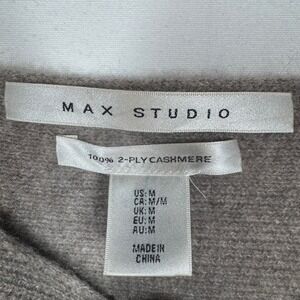 MAX STUDIO
100% 2-PLY CASHMERE
US: M
CA: M/M
UK: M
EU: M
AU: M
MADE IN
CHINA